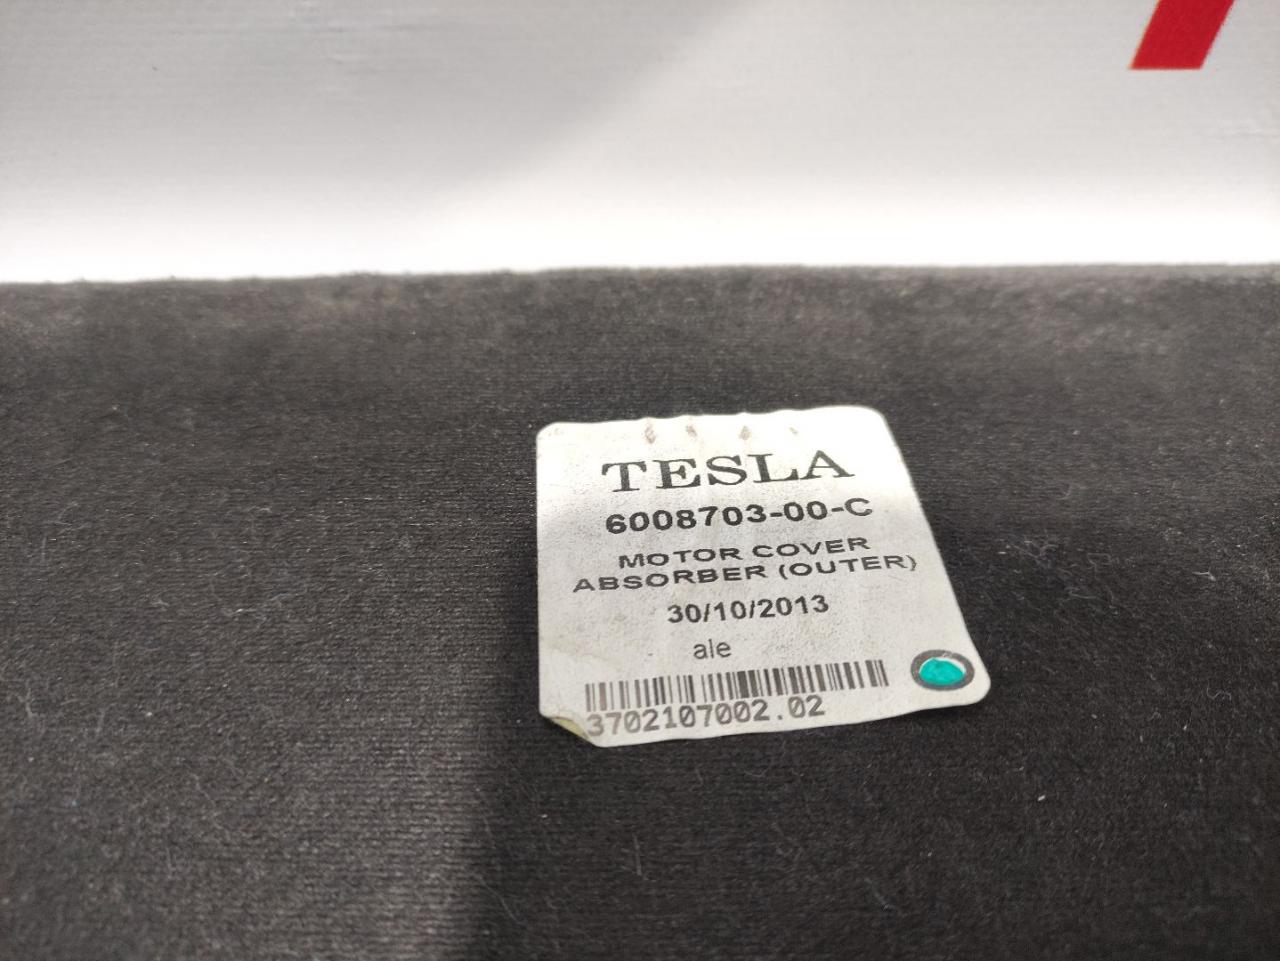 TESLA
6008703-00-C
MOTOR COVER
ABSORBER (OUTER)
30/10/2013
ale
3702107002.02